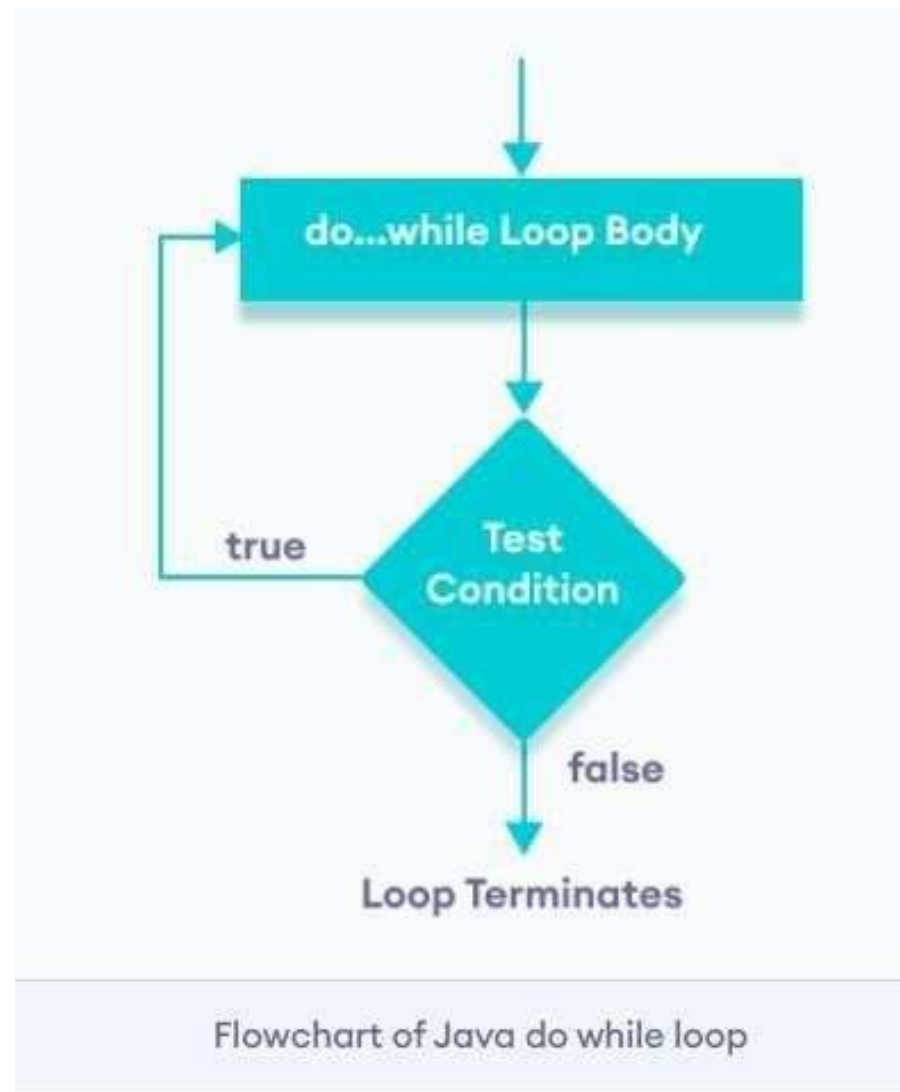 do...while Loop Body
true
Test
Condition
false
Loop Terminates
Flowchart of Java do while loop